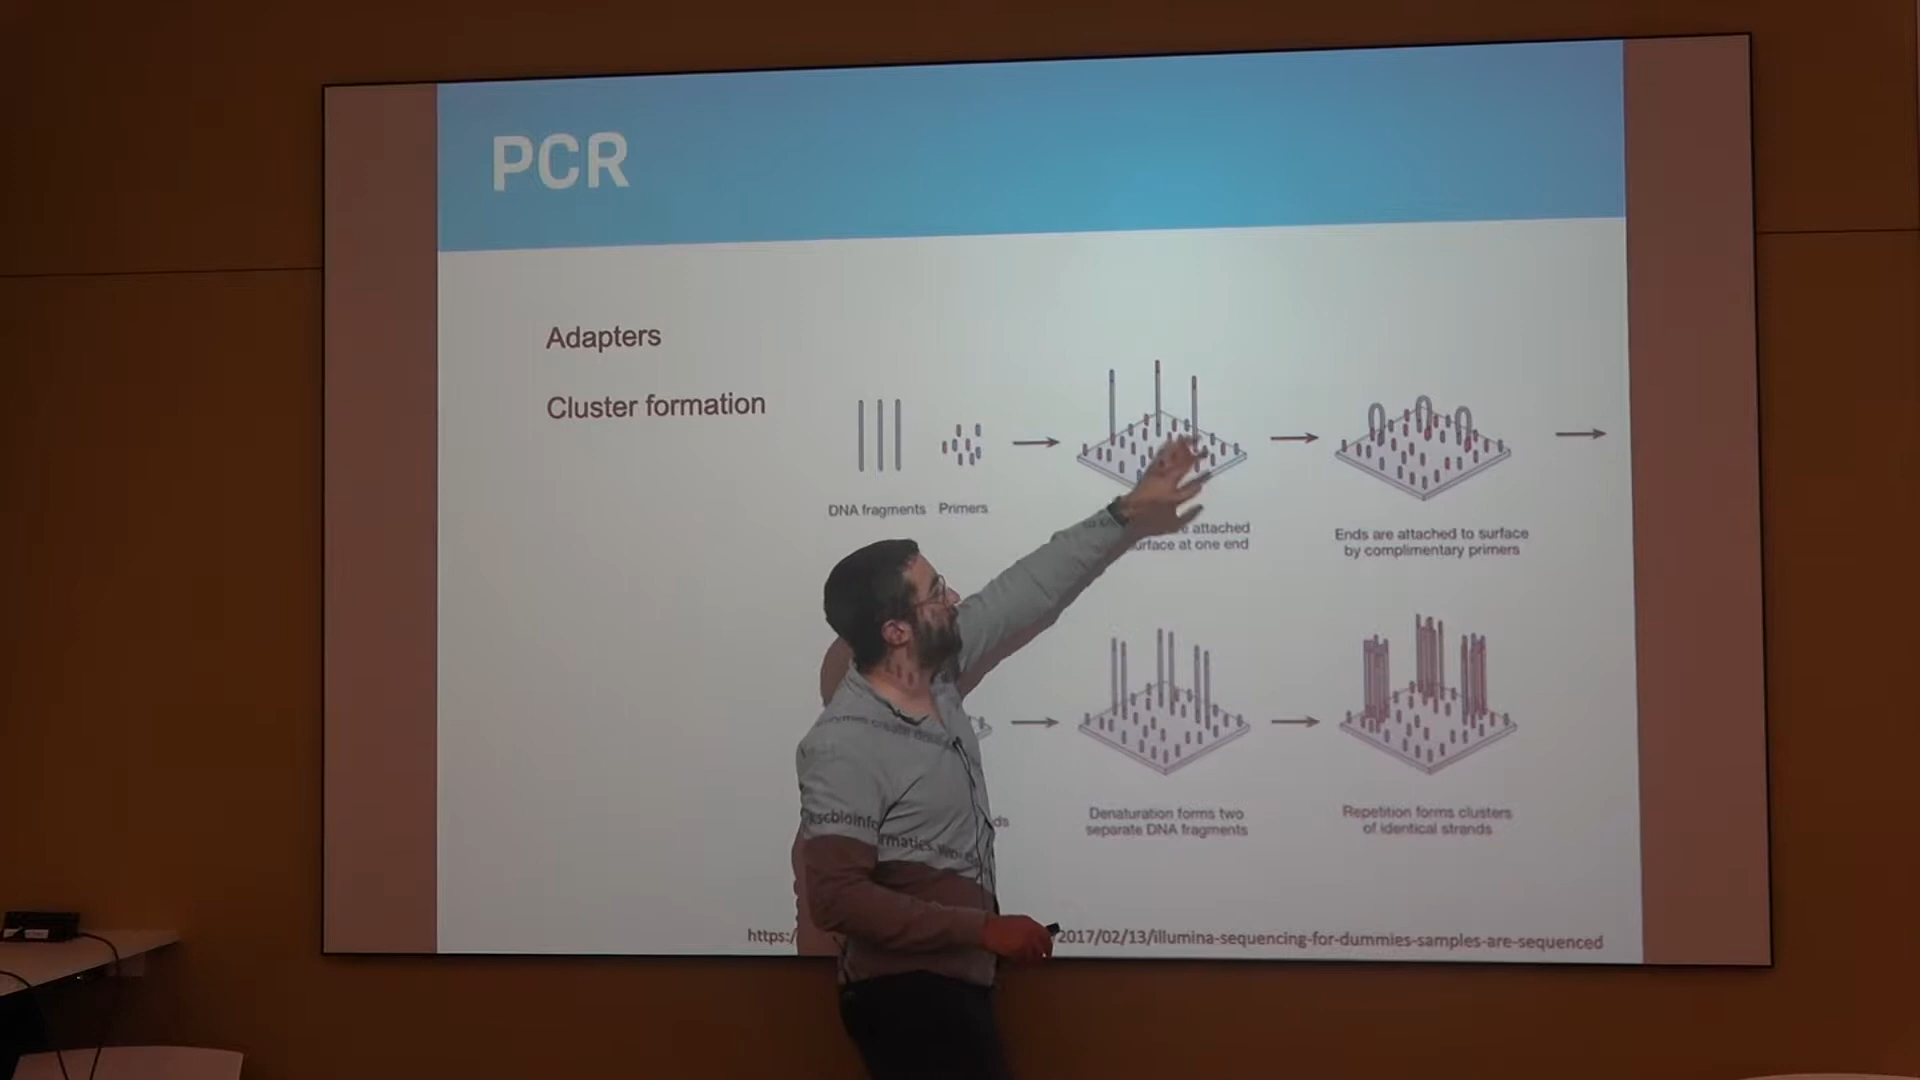 PCR
Adapters
Cluster formation
DNA fragments
Primers
attached
at one end
Ends are attached to surface
by complimentary primers
Denaturation forms two
separate DNA fragments
Repetition forms clusters
of identical strands
https:/
2017/02/13/illumina-sequencing-for-dummies-samples-are-sequenced